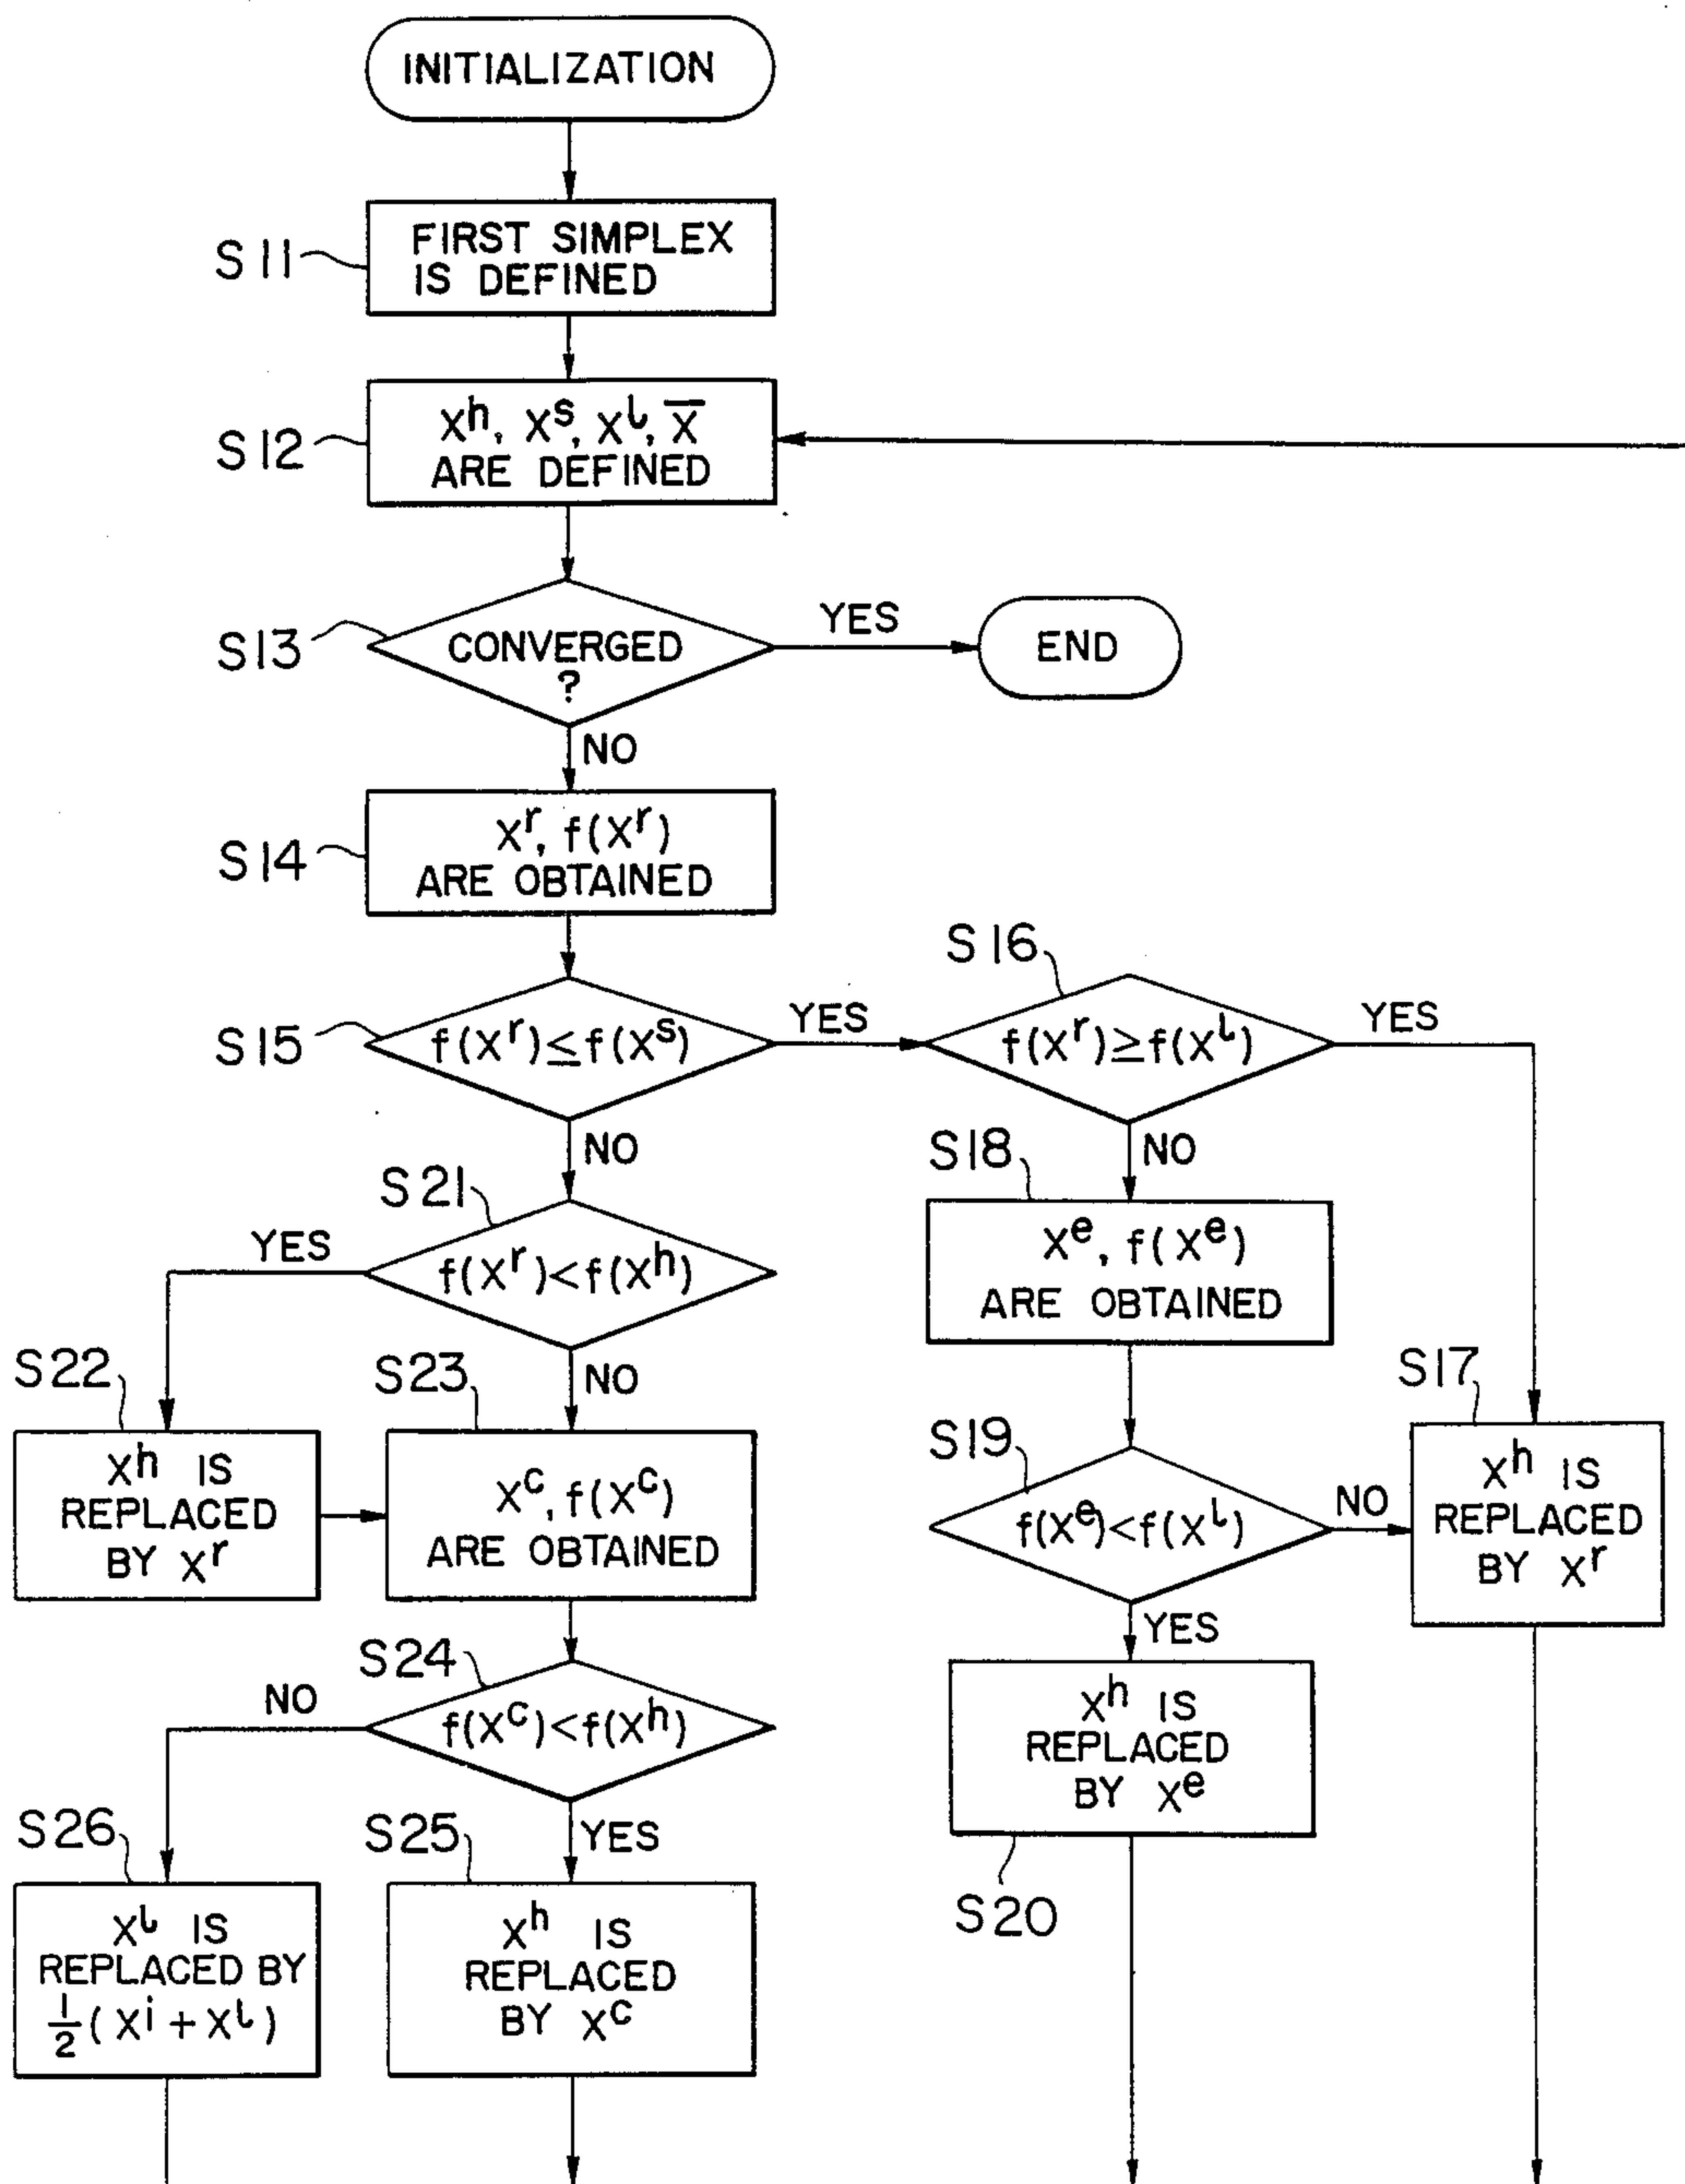 INITIALIZATION
S11
FIRST SIMPLEX
IS DEFINED
S12
Xʰ, Xˢ, Xˡ, X̄
ARE DEFINED
S13
CONVERGED
?
YES
END
NO
S14
Xʳ, f(Xʳ)
ARE OBTAINED
S15
f(Xʳ)≤f(Xˢ)
YES
S16
f(Xʳ)≥f(Xˡ)
YES
NO
NO
S21
YES
f(Xʳ)<f(Xʰ)
NO
S18
Xᵉ, f(Xᵉ)
ARE OBTAINED
S22
Xʰ IS
REPLACED
BY Xʳ
S23
Xᶜ, f(Xᶜ)
ARE OBTAINED
S19
f(Xᵉ)<f(Xˡ)
NO
YES
S17
Xʰ IS
REPLACED
BY Xʳ
S24
NO
f(Xᶜ)<f(Xʰ)
YES
Xʰ IS
REPLACED
BY Xᵉ
S20
S26
Xˡ IS
REPLACED BY
½(Xⁱ + Xˡ)
S25
Xʰ IS
REPLACED
BY Xᶜ